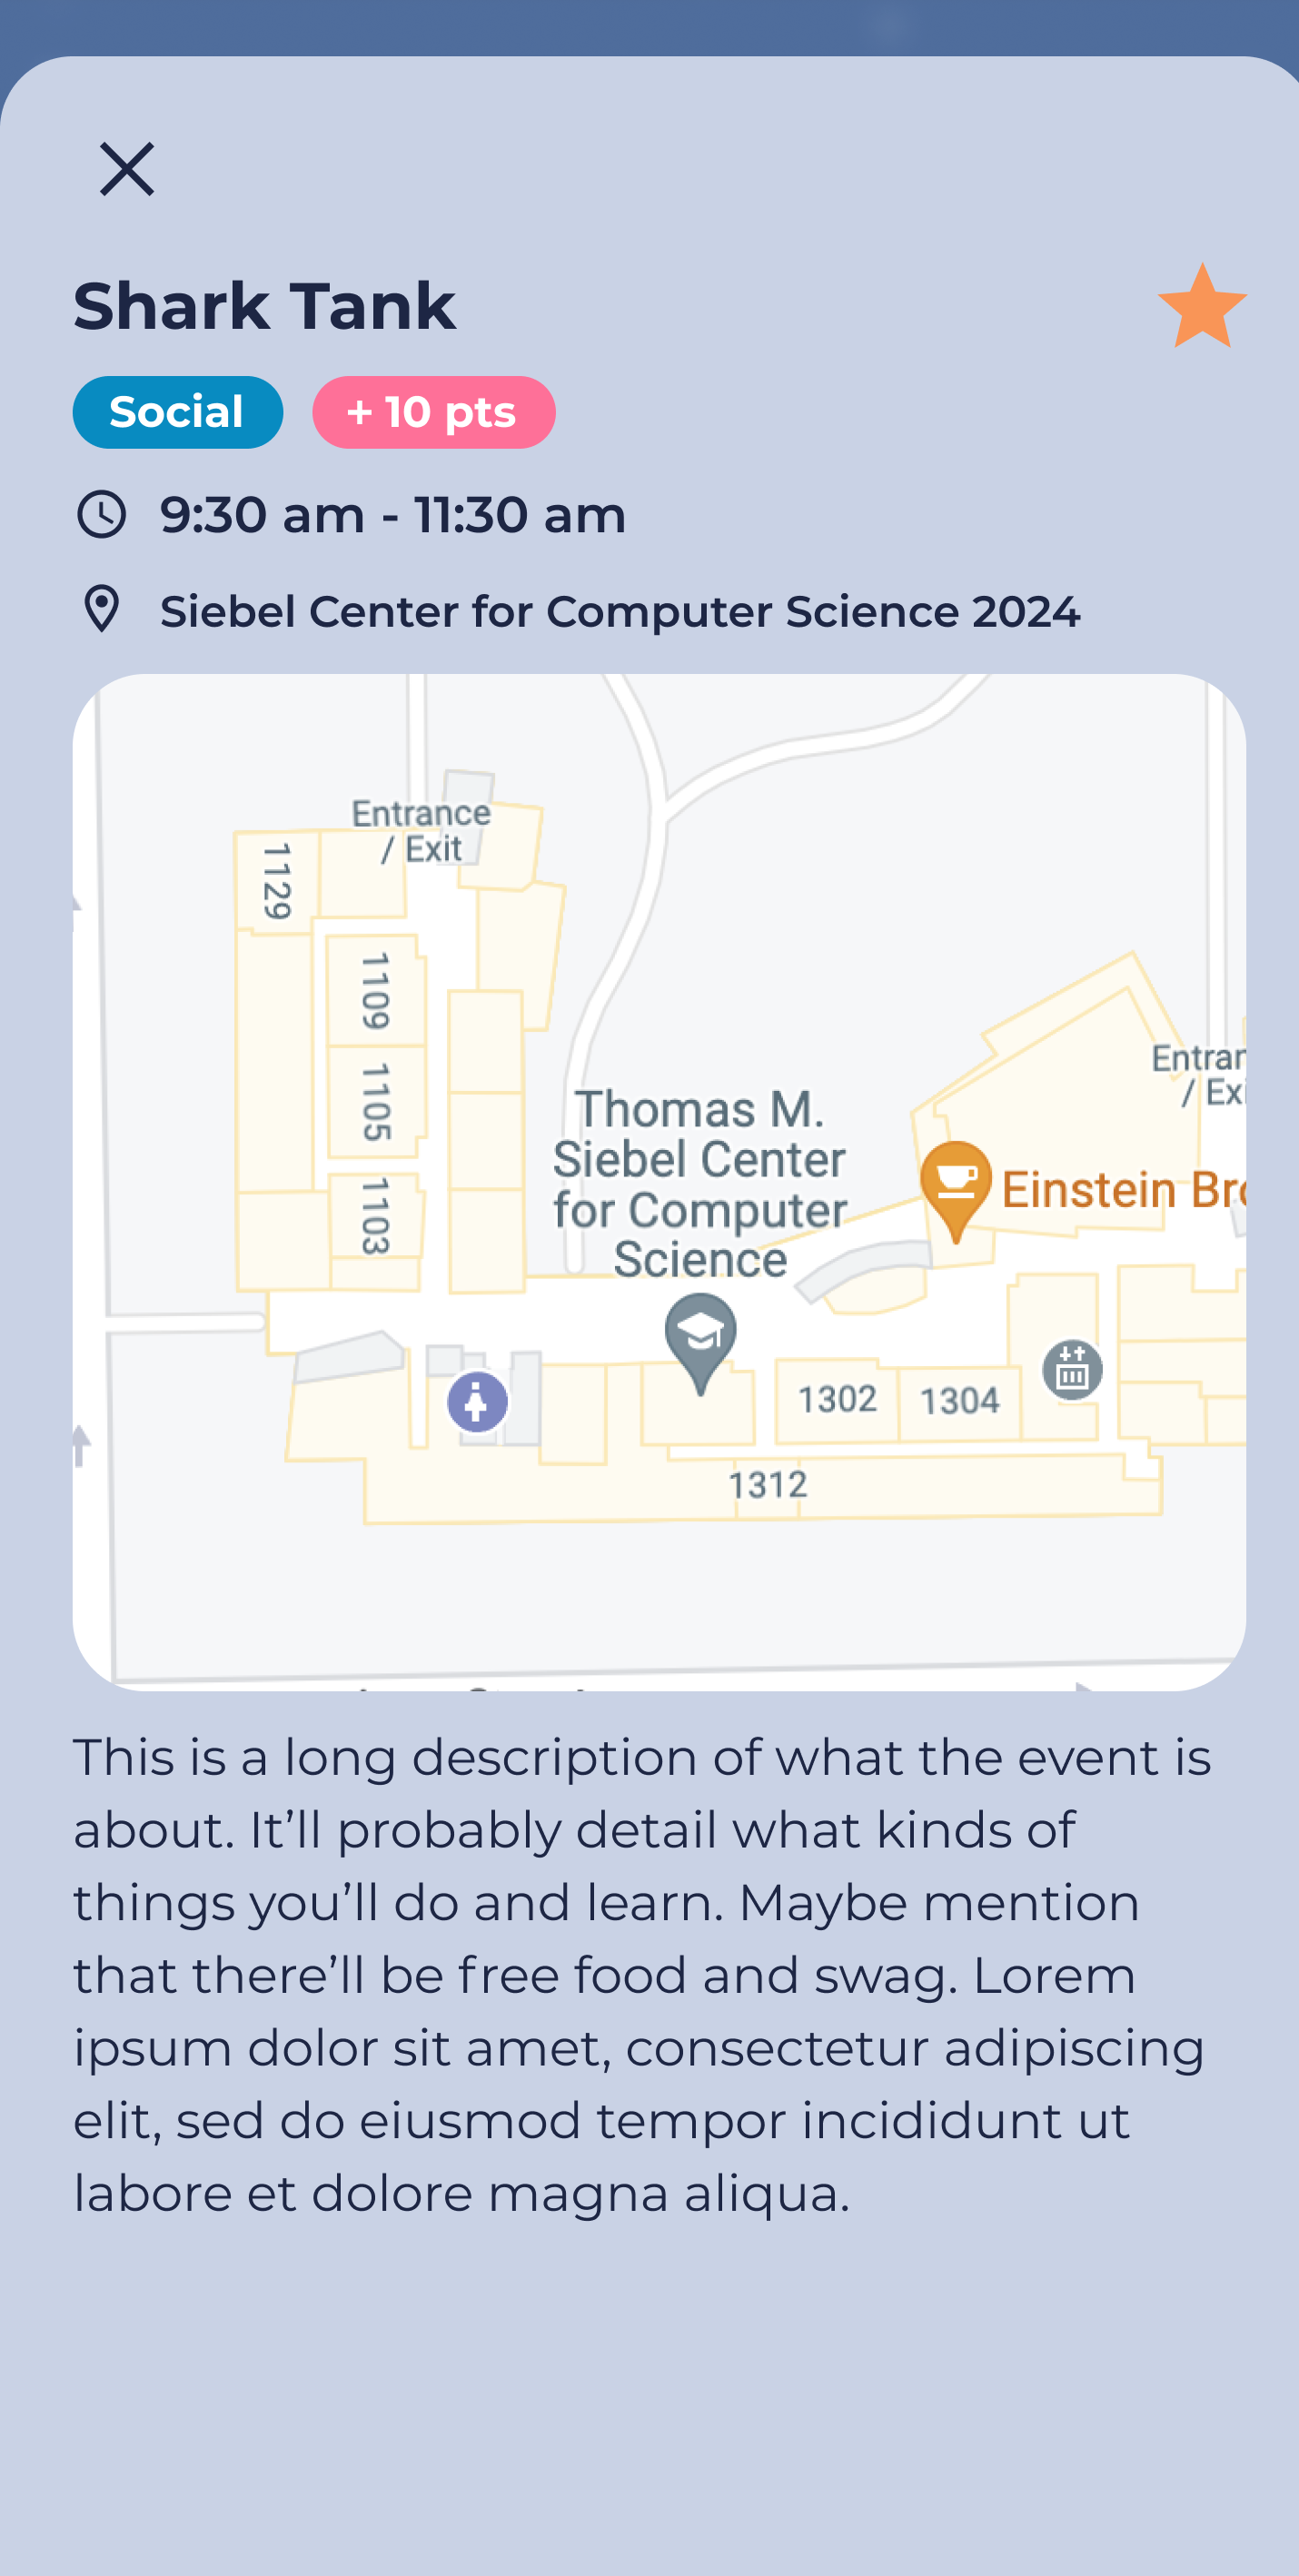 Shark Tank
Social
+ 10 pts
9:30 am - 11:30 am
Siebel Center for Computer Science 2024
Entrance
/ Exit
1129
1109
1105
1103
Thomas M.
Siebel Center
for Computer
Science
Entran
/ Exi
Einstein Bro
1302
1304
1312
This is a long description of what the event is
about. It’ll probably detail what kinds of
things you’ll do and learn. Maybe mention
that there’ll be free food and swag. Lorem
ipsum dolor sit amet, consectetur adipiscing
elit, sed do eiusmod tempor incididunt ut
labore et dolore magna aliqua.